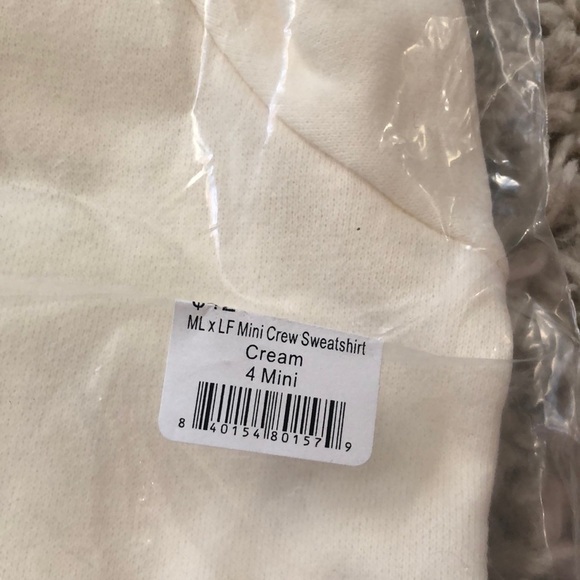 ML x LF Mini Crew Sweatshirt
Cream
4 Mini
8 40154 80157 9